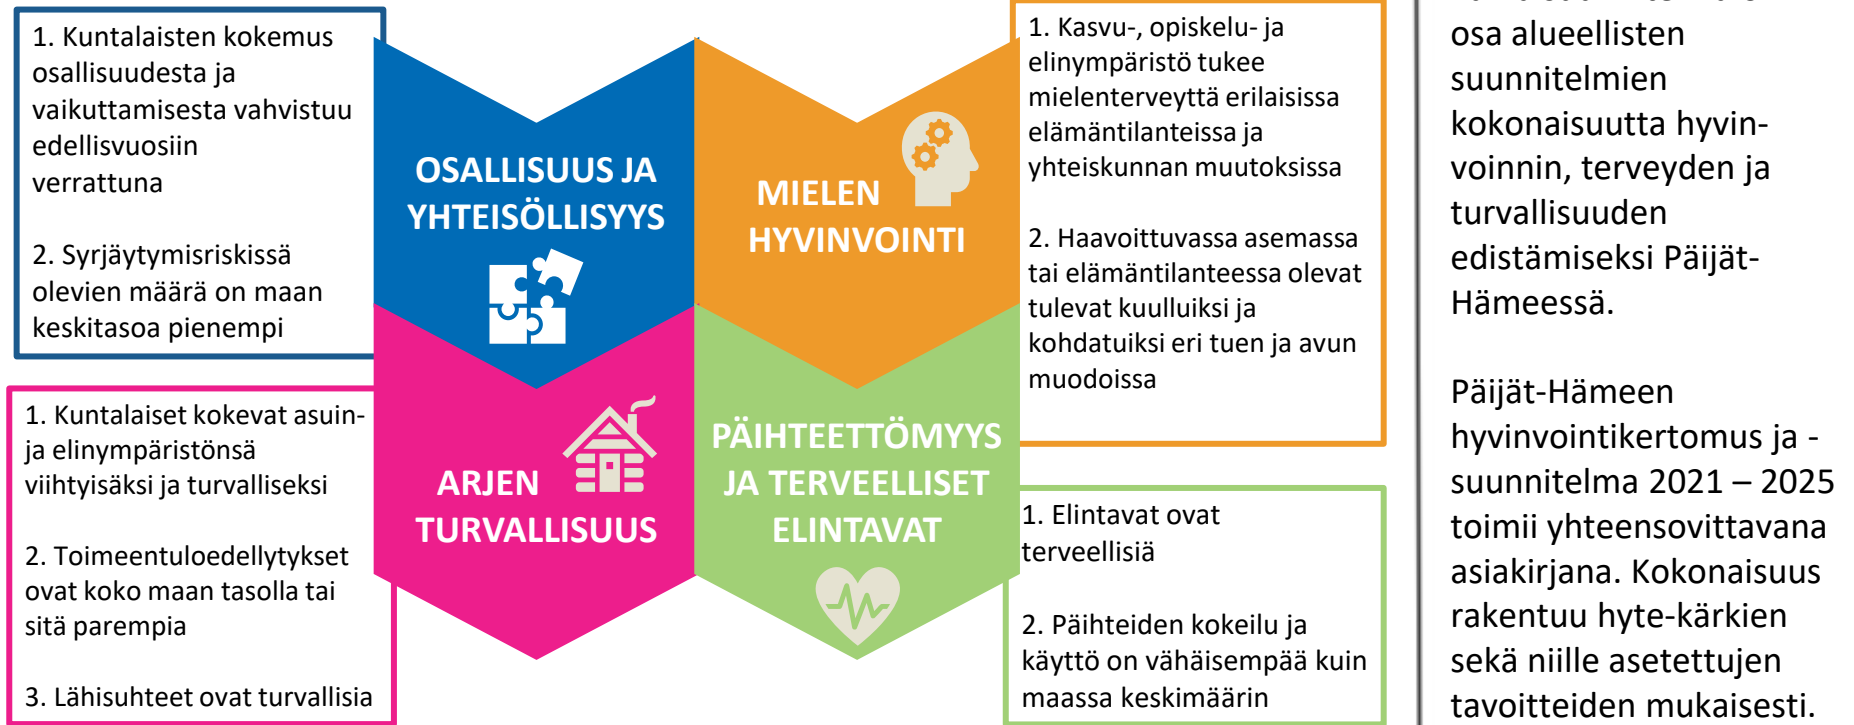 1. Kuntalaisten kokemus
osallisuudesta ja
vaikuttamisesta vahvistuu
edellisvuosiin
verrattuna
2. Syrjäytymisriskissä
olevien määrä on maan
keskitasoa pienempi
OSALLISUUS JA
YHTEISÖLLISYYS
MIELEN
HYVINVOINTI
1. Kasvu-, opiskelu- ja
elinympäristö tukee
mielenterveyttä erilaisissa
elämäntilanteissa ja
yhteiskunnan muutoksissa
2. Haavoittuvassa asemassa
tai elämäntilanteessa olevat
tulevat kuulluiksi ja
kohdatuiksi eri tuen ja avun
muodoissa
1. Kuntalaiset kokevat asuin-
ja elinympäristönsä
viihtyisäksi ja turvalliseksi
2. Toimeentuloedellytykset
ovat koko maan tasolla tai
sitä parempia
3. Lähisuhteet ovat turvallisia
ARJEN
TURVALLISUUS
PÄIHTEETTÖMYYS
JA TERVEELLISET
ELINTAVAT
1. Elintavat ovat
terveellisiä
2. Päihteiden kokeilu ja
käyttö on vähäisempää kuin
maassa keskimäärin
osa alueellisten
suunnitelmien
kokonaisuutta hyvin-
voinnin, terveyden ja
turvallisuuden
edistämiseksi Päijät-
Hämeessä.
Päijät-Hämeen
hyvinvointikertomus ja -
suunnitelma 2021 – 2025
toimii yhteensovittavana
asiakirjana. Kokonaisuus
rakentuu hyte-kärkien
sekä niille asetettujen
tavoitteiden mukaisesti.